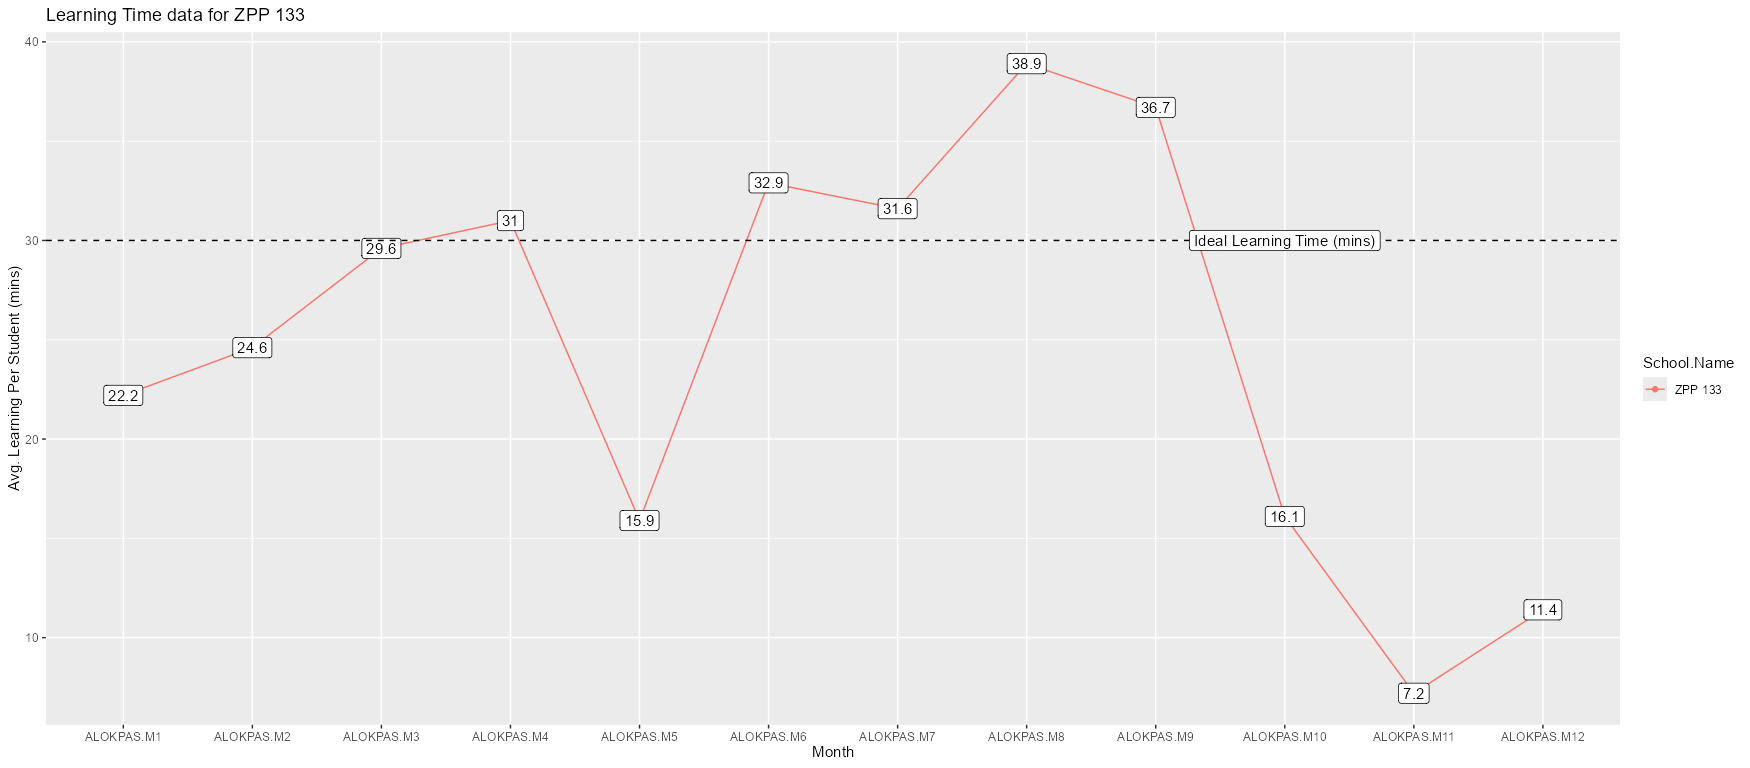 Learning Time data for ZPP 133
40
30
20
10
Avg. Learning Per Student (mins)
22.2
24.6
29.6
31
15.9
32.9
31.6
38.9
36.7
16.1
7.2
11.4
Ideal Learning Time (mins)
ALOKPAS.M1
ALOKPAS.M2
ALOKPAS.M3
ALOKPAS.M4
ALOKPAS.M5
ALOKPAS.M6
ALOKPAS.M7
ALOKPAS.M8
ALOKPAS.M9
ALOKPAS.M10
ALOKPAS.M11
ALOKPAS.M12
Month
School.Name
ZPP 133